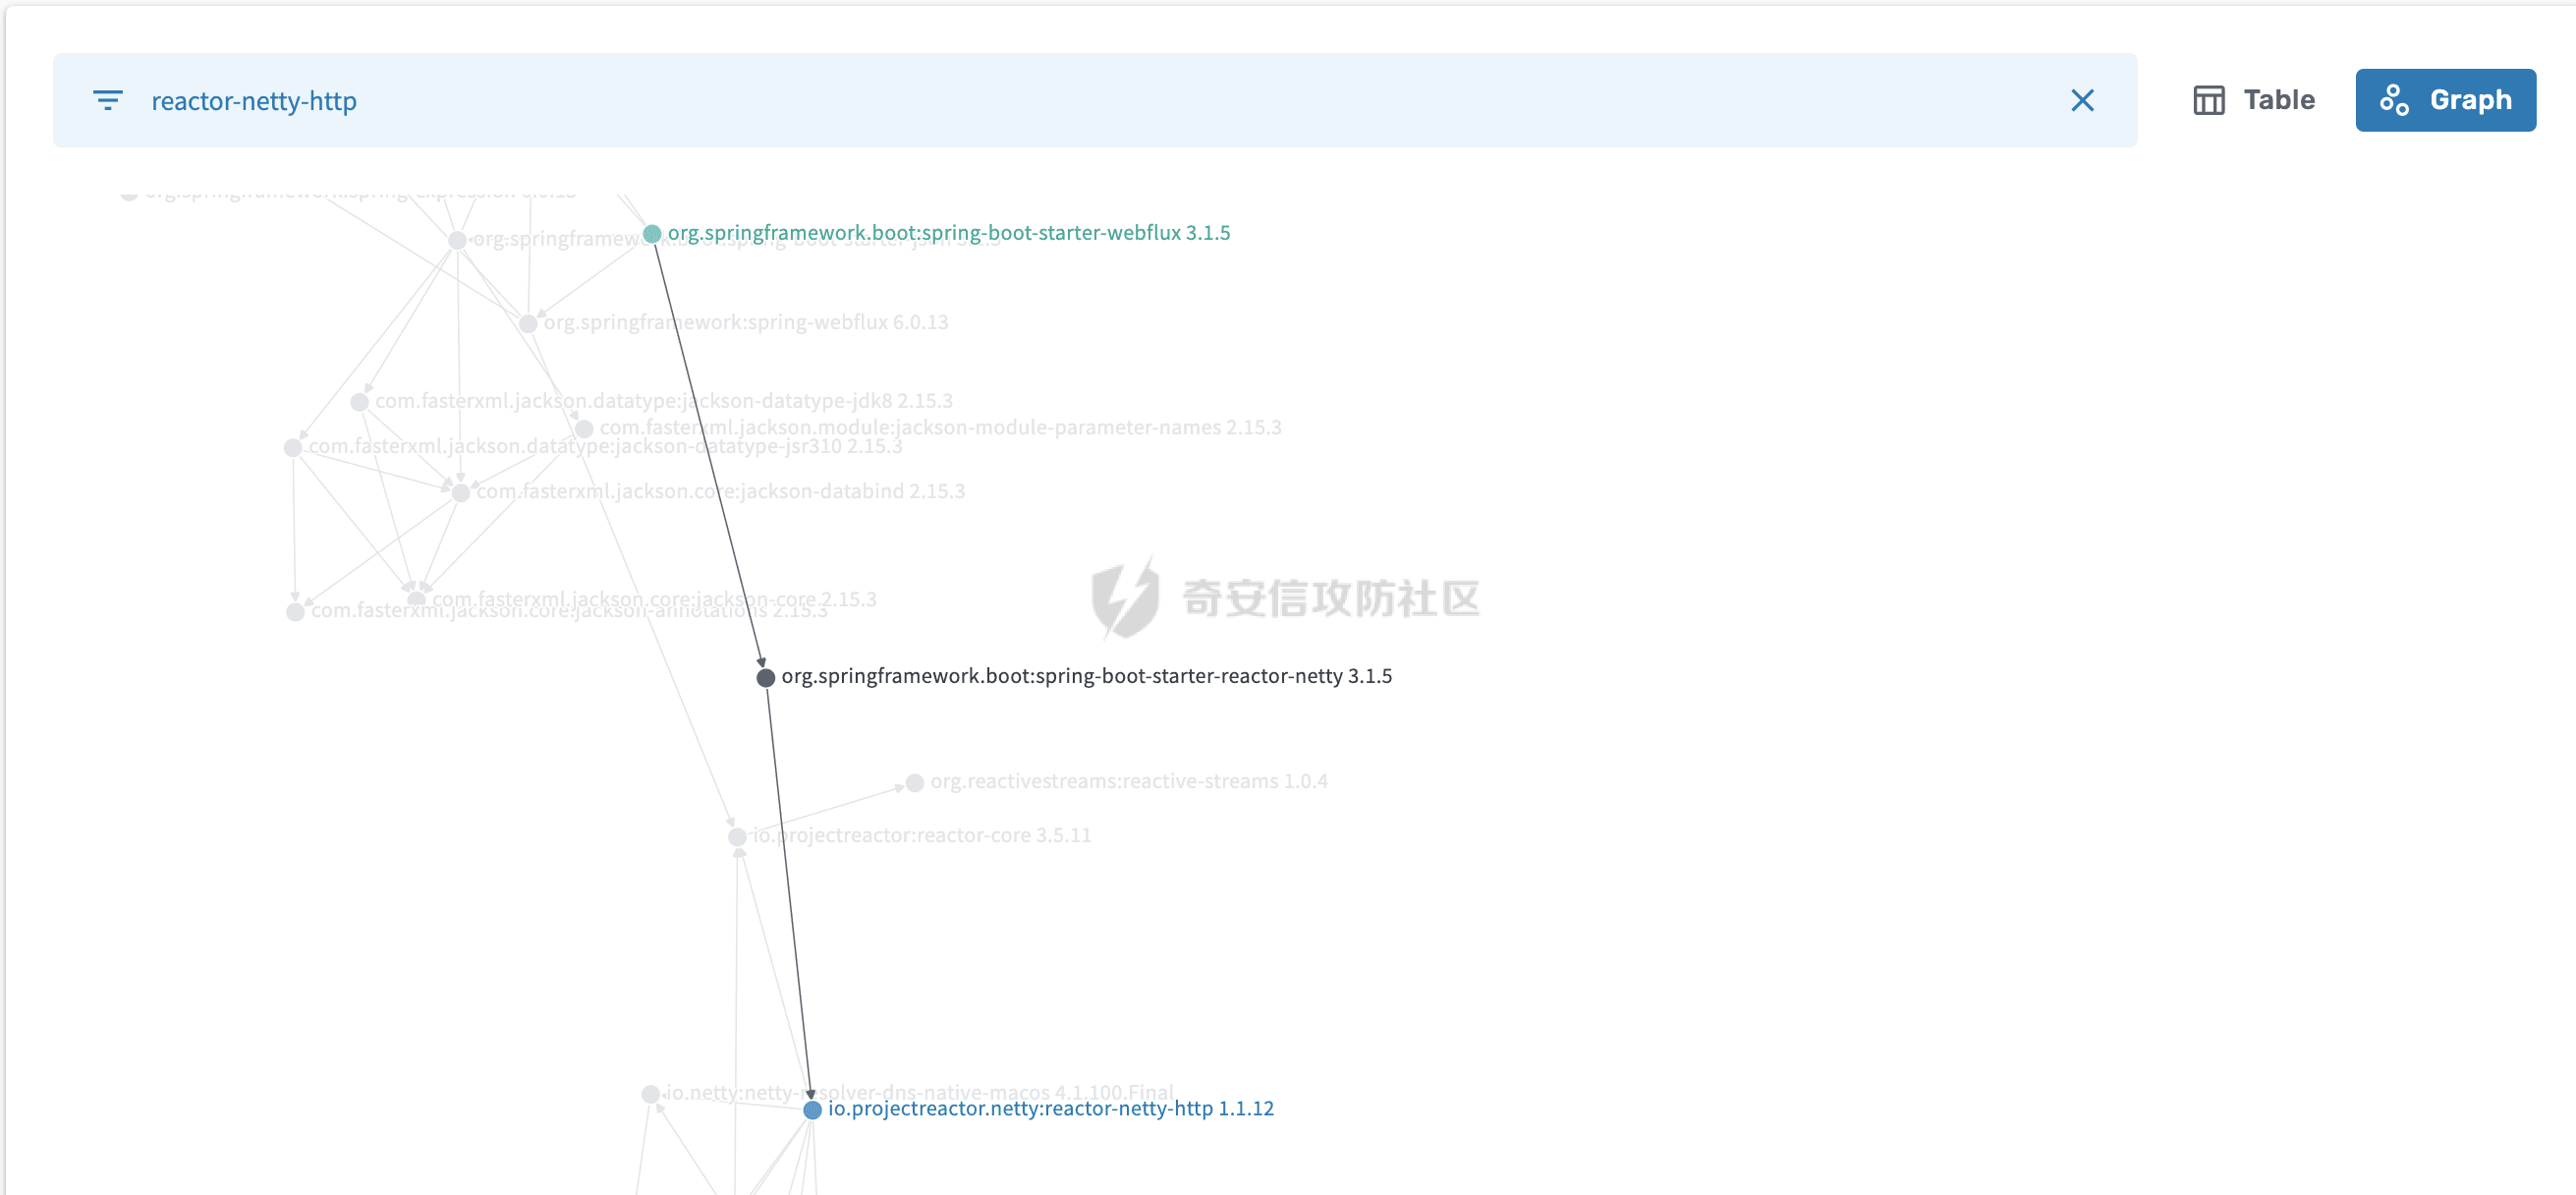 reactor-netty-http
Table
Graph
org.springframework:spring-expression 6.0.13
org.springframework.boot:spring-boot-starter-webflux 3.1.5
org.springframework.boot:spring-boot-starter-json 3.1.5
org.springframework:spring-webflux 6.0.13
com.fasterxml.jackson.datatype:jackson-datatype-jdk8 2.15.3
com.fasterxml.jackson.module:jackson-module-parameter-names 2.15.3
com.fasterxml.jackson.datatype:jackson-datatype-jsr310 2.15.3
com.fasterxml.jackson.core:jackson-databind 2.15.3
com.fasterxml.jackson.core:jackson-core 2.15.3
com.fasterxml.jackson.core:jackson-annotations 2.15.3
奇安信攻防社区
org.springframework.boot:spring-boot-starter-reactor-netty 3.1.5
org.reactivestreams:reactive-streams 1.0.4
io.projectreactor:reactor-core 3.5.11
io.netty:netty-resolver-dns-native-macos 4.1.100.Final
io.projectreactor.netty:reactor-netty-http 1.1.12